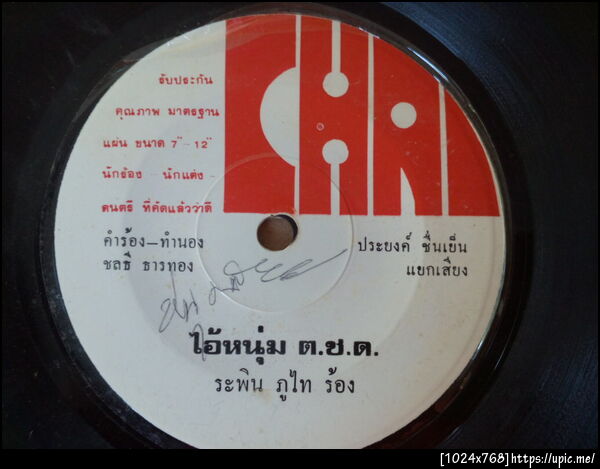 CHAI
รับประกัน
คุณภาพ มาตรฐาน
แผ่น ขนาด 7"-12"
นักร้อง - นักแต่ง -
ดนตรี ที่คัดแล้วว่าดี
คำร้อง-ทำนอง
ชลธี ธารทอง
ประยงค์ ชื่นเย็น
แยกเสียง
ไอ้หนุ่ม ต.ช.ด.
ระพิน ภูไท ร้อง
[1024x768]https://upic.me/